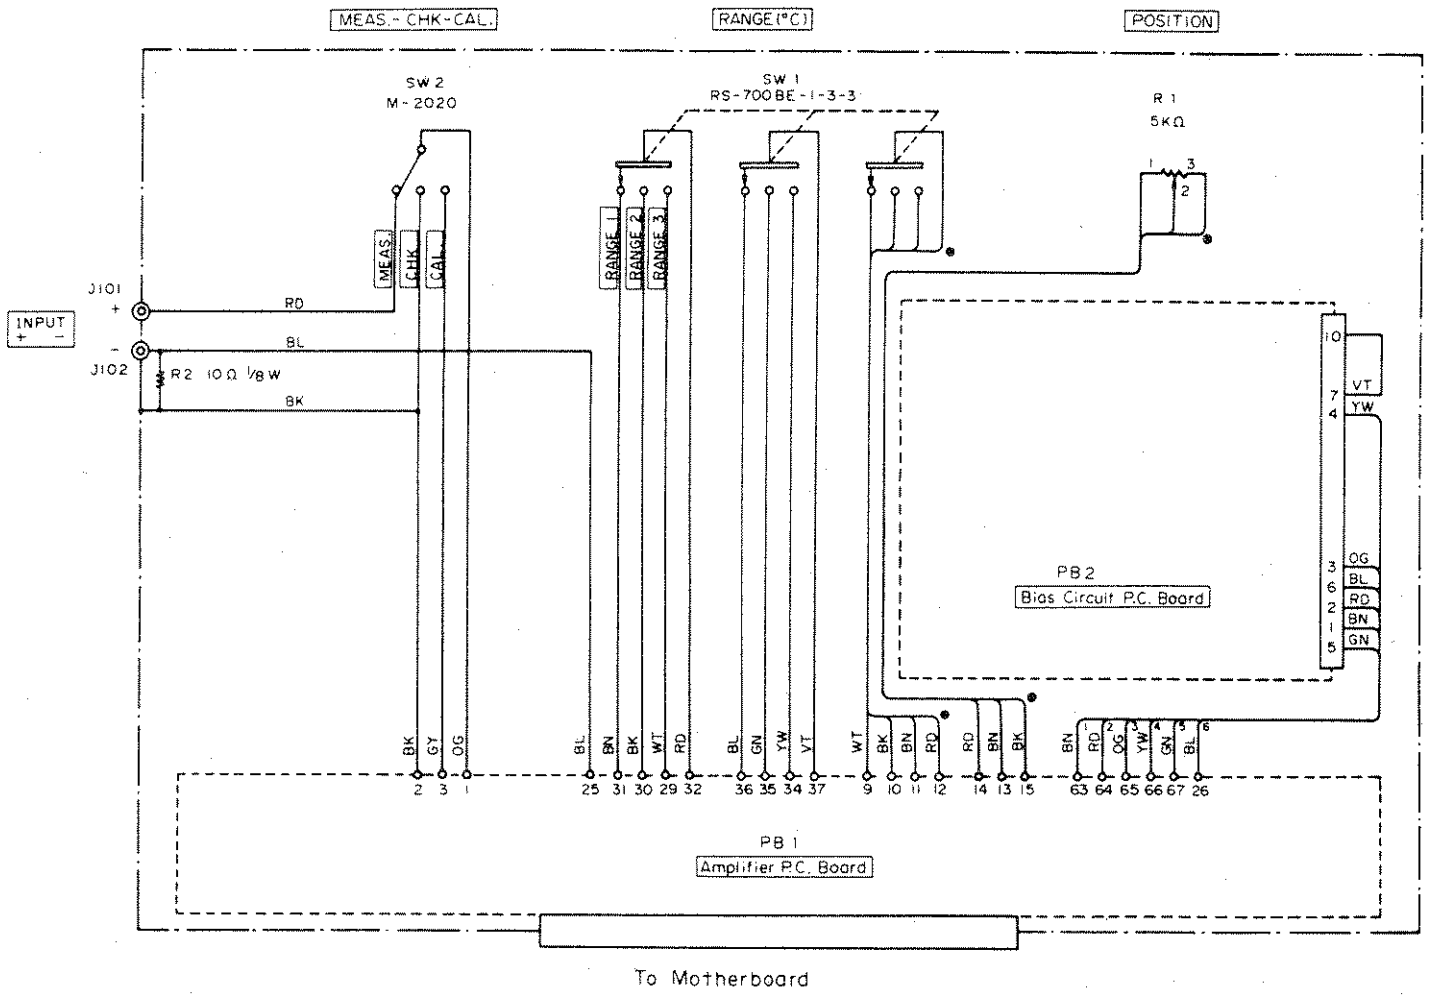 MEAS.-CHK-CAL.
RANGE(°C)
POSITION
SW 2
M-2020
SW 1
RS-700BE-1-3-3
R 1
5KΩ
1
3
2
MEAS.
CHK
CAL.
RANGE 1
RANGE 2
RANGE 3
J101
+
RD
INPUT
+ -
-
BL
J102
R2 10Ω 1/8W
BK
10
7
VT
4
YW
3
OG
6
BL
2
RD
1
BN
5
GN
PB2
Bias Circuit P.C. Board
BK
GY
OG
BL
BN
BK
WT
RD
BL
GN
YW
VT
WT
BK
BN
RD
RD
BN
BK
BN
RD
OG
YW
GN
BL
1 2 3 4 5 6
2 3 1 25 31 30 29 32 36 35 34 37 9 10 11 12 14 13 15 63 64 65 66 67 26
PB 1
Amplifier P.C. Board
To Motherboard